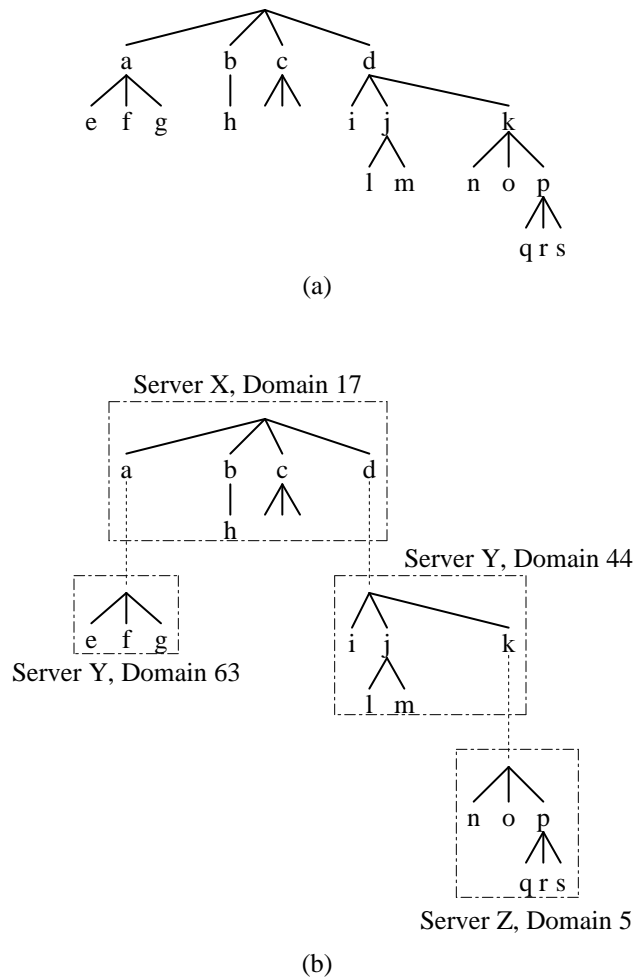 a b c d
e f g h i j k
l m n o p
q r s
(a)
Server X, Domain 17
a b c d
h
Server Y, Domain 44
e f g i j k
Server Y, Domain 63
l m
n o p
q r s
Server Z, Domain 5
(b)